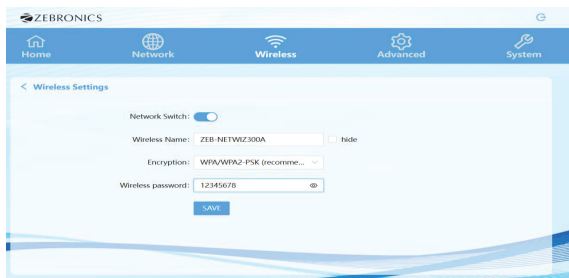 ZEBRONICS
Home Network Wireless Advanced System
< Wireless Settings
Network Switch:
Wireless Name: ZEB-NETWIZ300A hide
Encryption: WPA/WPA2-PSK (recomme...
Wireless password: 12345678
SAVE